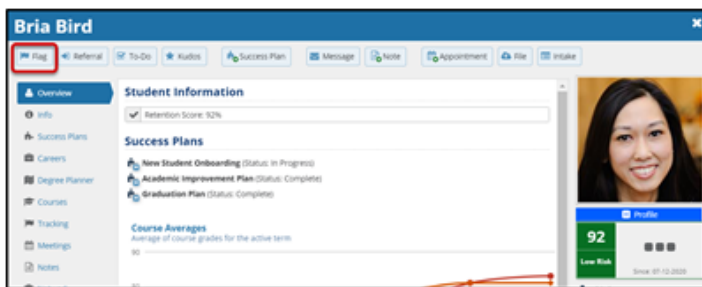 Bria Bird
Flag Referral To-Do Kudos Success Plan Message Note Appointment File Intake
Overview
Info
Success Plans
Careers
Degree Planner
Courses
Tracking
Meetings
Notes
Student Information
Retention Score: 92%
Success Plans
New Student Onboarding (Status: In Progress)
Academic Improvement Plan (Status: Complete)
Graduation Plan (Status: Complete)
Course Averages
Average of course grades for the active term
90
Profile
92
Low Risk
Since: 07-12-2020